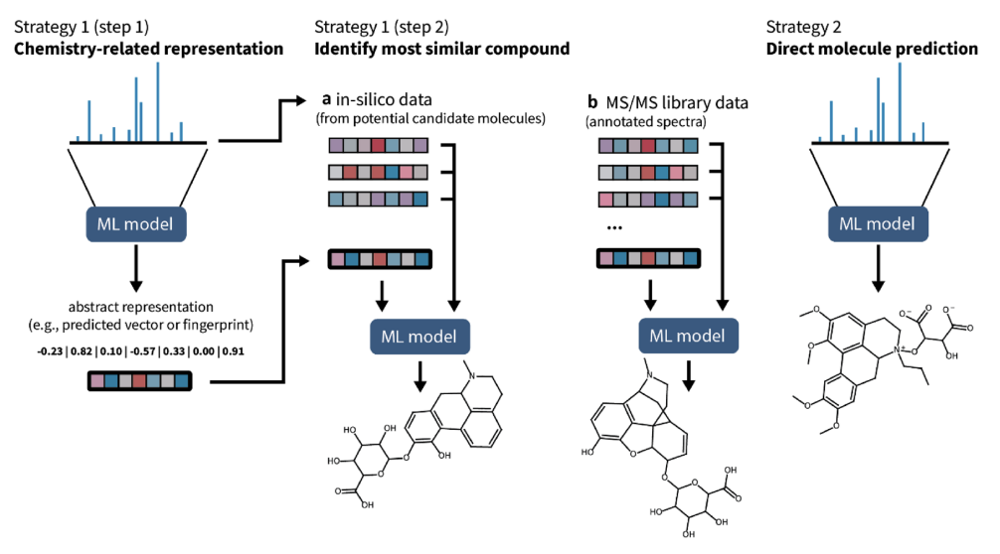 Strategy 1 (step 1)
Chemistry-related representation
ML model
abstract representation
(e.g., predicted vector or fingerprint)
-0.23 | 0.82 | 0.10 | -0.57 | 0.33 | 0.00 | 0.91
Strategy 1 (step 2)
Identify most similar compound
a in-silico data
(from potential candidate molecules)
ML model
N
HO
OH
HO
O
OH
O
O
OH
b MS/MS library data
(annotated spectra)
...
ML model
N
HO
O
O
O
OH
O
HO
OH
OH
Strategy 2
Direct molecule prediction
ML model
O
O
O⁻
O
O⁻
O
N⁺
O
OH
O
O